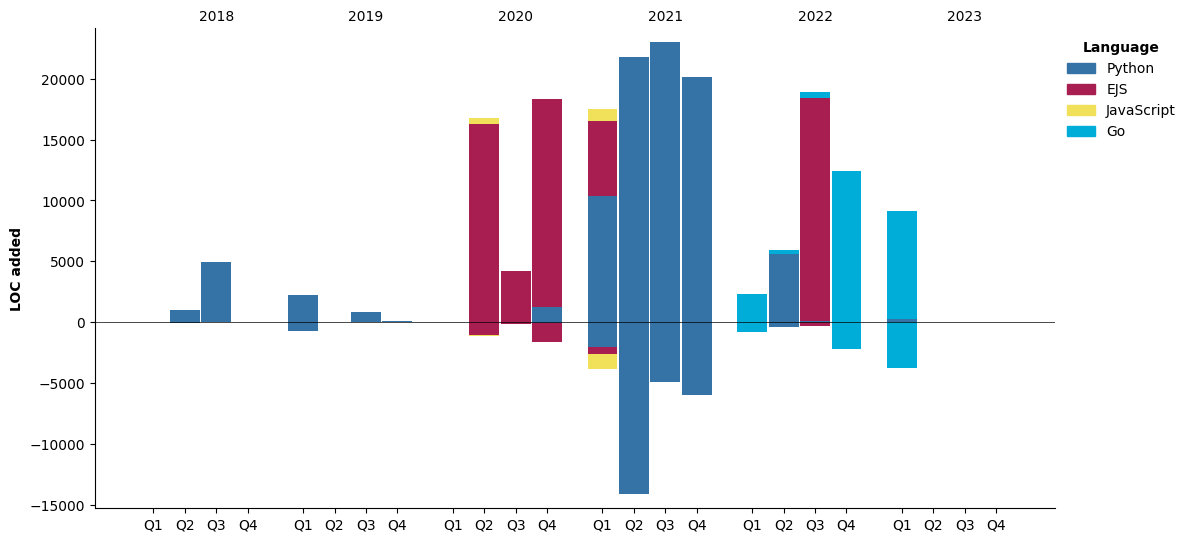 2018 2019 2020 2021 2022 2023
Language
Python
EJS
JavaScript
Go
LOC added
20000
15000
10000
5000
0
−5000
−10000
−15000
Q1 Q2 Q3 Q4 Q1 Q2 Q3 Q4 Q1 Q2 Q3 Q4 Q1 Q2 Q3 Q4 Q1 Q2 Q3 Q4 Q1 Q2 Q3 Q4